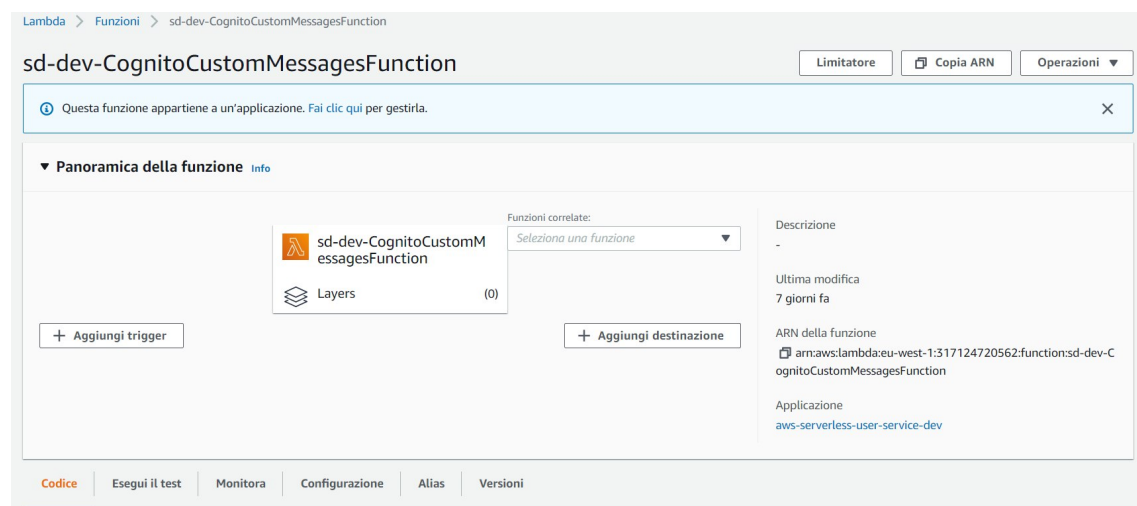 Lambda > Funzioni > sd-dev-CognitoCustomMessagesFunction
sd-dev-CognitoCustomMessagesFunction
Limitatore
Copia ARN
Operazioni
Questa funzione appartiene a un'applicazione. Fai clic qui per gestirla.
Panoramica della funzione Info
sd-dev-CognitoCustomM
essagesFunction
Layers (0)
Funzioni correlate:
Seleziona una funzione
Aggiungi trigger
Aggiungi destinazione
Descrizione
-
Ultima modifica
7 giorni fa
ARN della funzione
arn:aws:lambda:eu-west-1:317124720562:function:sd-dev-C
ognitoCustomMessagesFunction
Applicazione
aws-serverless-user-service-dev
Codice Esegui il test Monitora Configurazione Alias Versioni